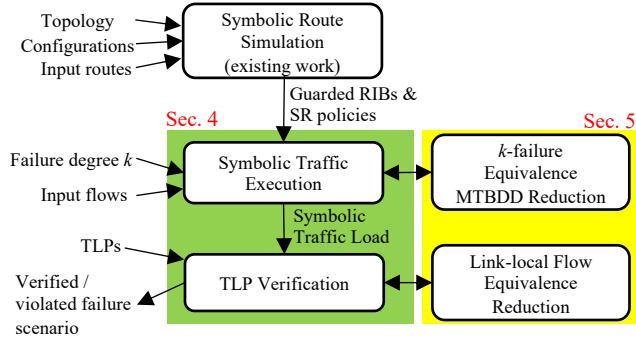 Topology
Configurations
Input routes
Symbolic Route
Simulation
(existing work)
Guarded RIBs &
SR policies
Sec. 4
Sec. 5
Failure degree k
Input flows
Symbolic Traffic
Execution
k-failure
Equivalence
MTBDD Reduction
Symbolic
Traffic Load
TLPs
Verified /
violated failure
scenario
TLP Verification
Link-local Flow
Equivalence
Reduction